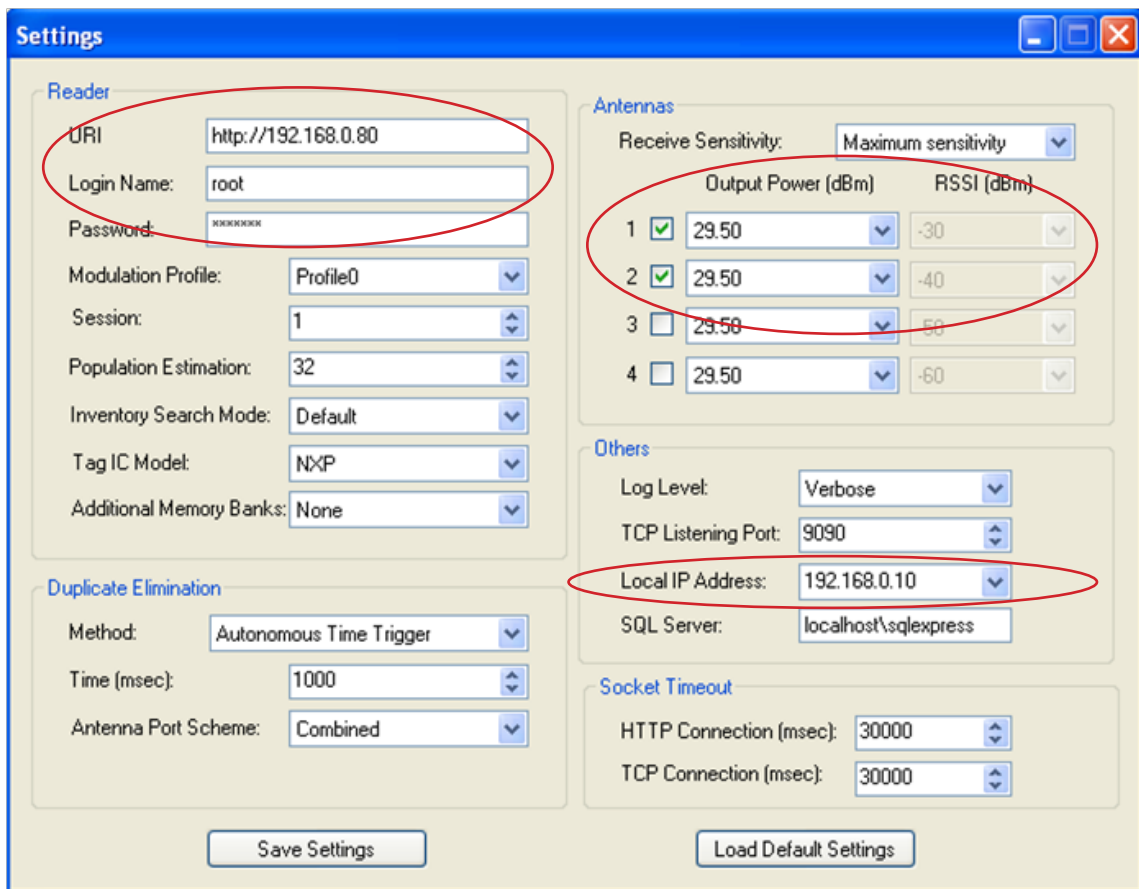 Settings
Reader
URI http://192.168.0.80
Login Name: root
Password: *******
Modulation Profile: Profile0
Session: 1
Population Estimation: 32
Inventory Search Mode: Default
Tag IC Model: NXP
Additional Memory Banks: None
Duplicate Elimination
Method: Autonomous Time Trigger
Time (msec): 1000
Antenna Port Scheme: Combined
Save Settings
Antennas
Receive Sensitivity: Maximum sensitivity
Output Power (dBm) RSSI (dBm)
1 29.50 -30
2 29.50 -40
3 29.50 -50
4 29.50 -60
Others
Log Level: Verbose
TCP Listening Port: 9090
Local IP Address: 192.168.0.10
SQL Server: localhost\sqlexpress
Socket Timeout
HTTP Connection (msec): 30000
TCP Connection (msec): 30000
Load Default Settings